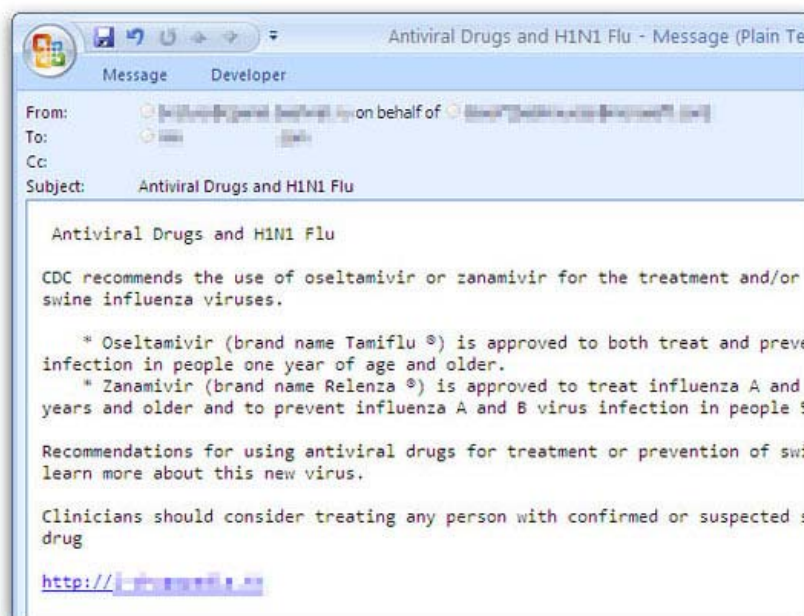 Antiviral Drugs and H1N1 Flu - Message (Plain Te
Message Developer
From: on behalf of
To:
Cc:
Subject: Antiviral Drugs and H1N1 Flu
Antiviral Drugs and H1N1 Flu
CDC recommends the use of oseltamivir or zanamivir for the treatment and/or
swine influenza viruses.
* Oseltamivir (brand name Tamiflu ®) is approved to both treat and preve
infection in people one year of age and older.
* Zanamivir (brand name Relenza ®) is approved to treat influenza A and
years and older and to prevent influenza A and B virus infection in people 5
Recommendations for using antiviral drugs for treatment or prevention of swi
learn more about this new virus.
Clinicians should consider treating any person with confirmed or suspected s
drug
http://